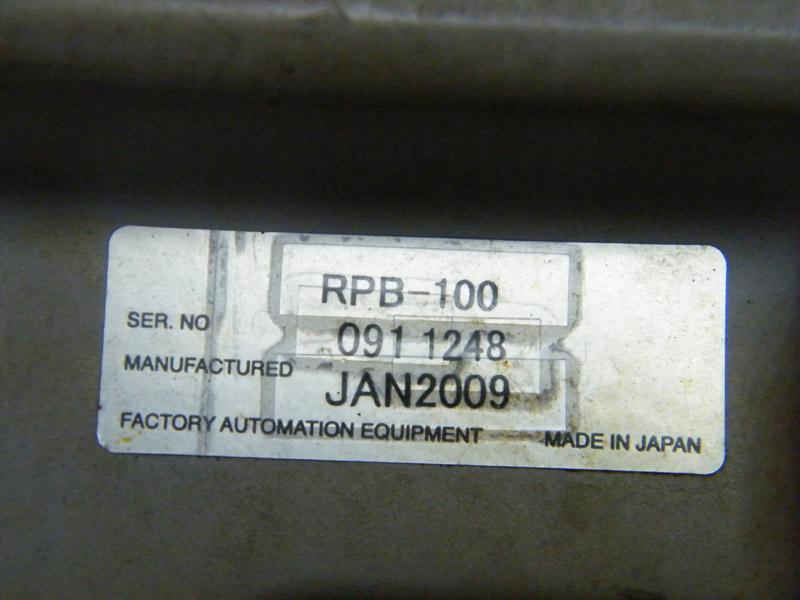 RPB-100
SER. NO 091 1248
MANUFACTURED JAN2009
FACTORY AUTOMATION EQUIPMENT MADE IN JAPAN